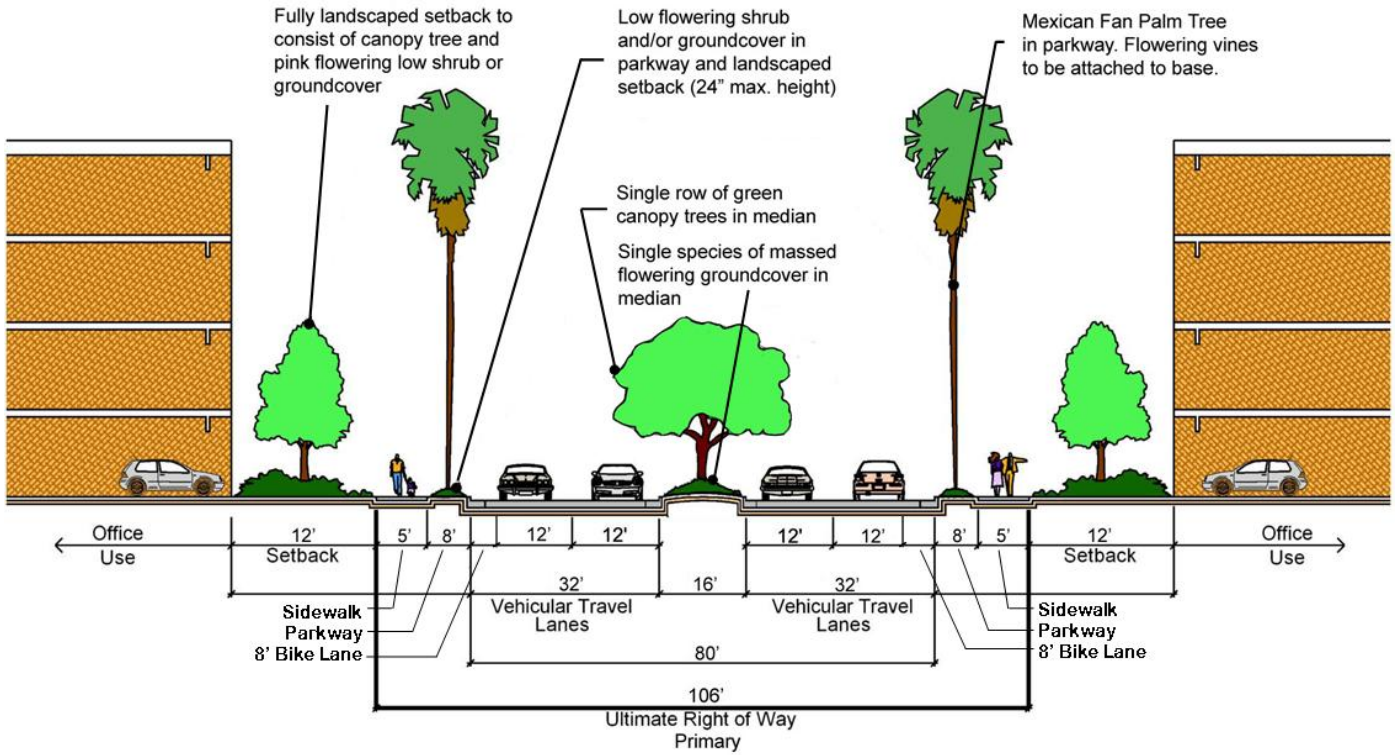 Fully landscaped setback to
consist of canopy tree and
pink flowering low shrub or
groundcover
Low flowering shrub
and/or groundcover in
parkway and landscaped
setback (24” max. height)
Mexican Fan Palm Tree
in parkway. Flowering vines
to be attached to base.
Single row of green
canopy trees in median
Single species of massed
flowering groundcover in
median
Office
Use
12'
Setback
5'
8'
12'
12'
12'
12'
8'
5'
12'
Setback
Office
Use
32'
Vehicular Travel
Lanes
16'
32'
Vehicular Travel
Lanes
Sidewalk
Parkway
8' Bike Lane
Sidewalk
Parkway
8' Bike Lane
80'
106'
Ultimate Right of Way
Primary